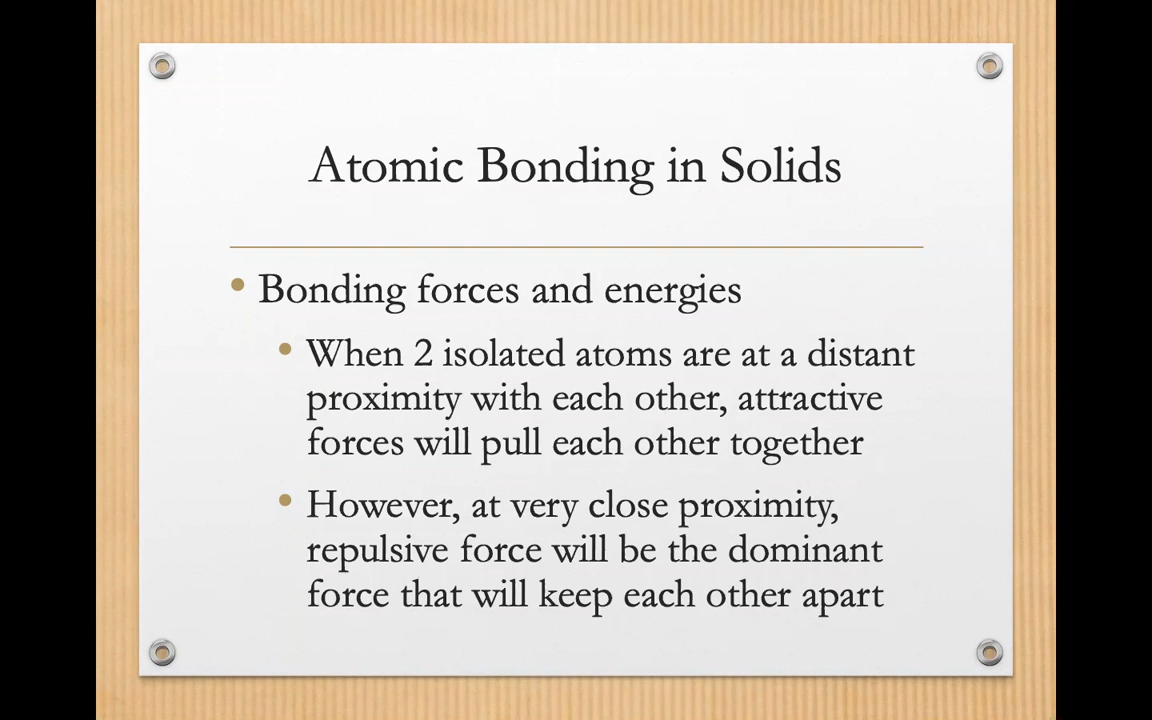 Atomic Bonding in Solids
• Bonding forces and energies
• When 2 isolated atoms are at a distant
proximity with each other, attractive
forces will pull each other together
• However, at very close proximity,
repulsive force will be the dominant
force that will keep each other apart